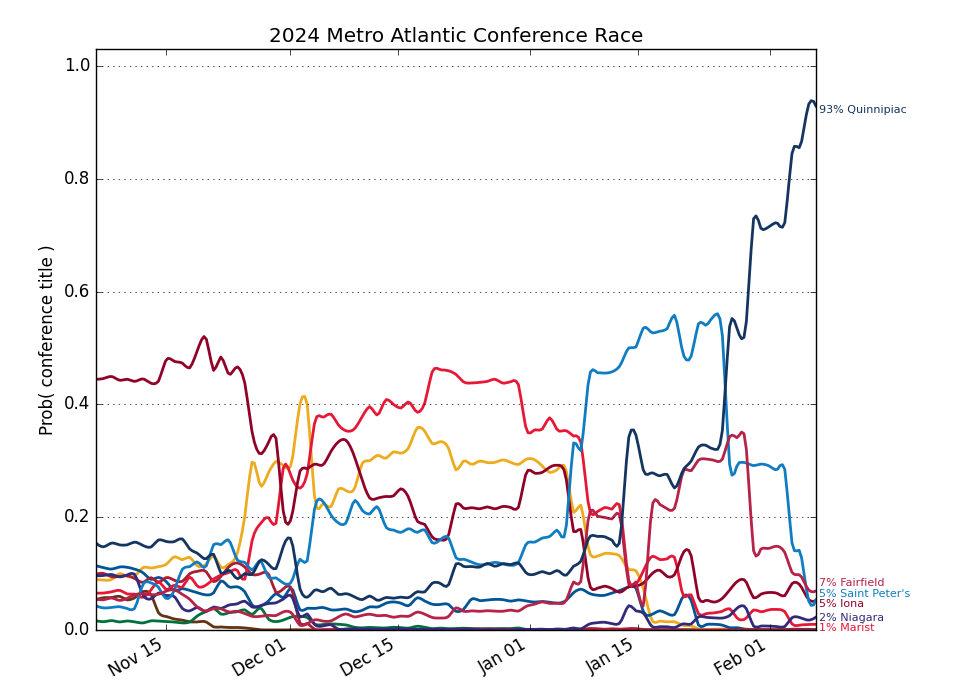 2024 Metro Atlantic Conference Race
Prob( conference title )
1.0
0.8
0.6
0.4
0.2
0.0
Nov 15
Dec 01
Dec 15
Jan 01
Jan 15
Feb 01
93% Quinnipiac
7% Fairfield
5% Saint Peter's
5% Iona
2% Niagara
1% Marist